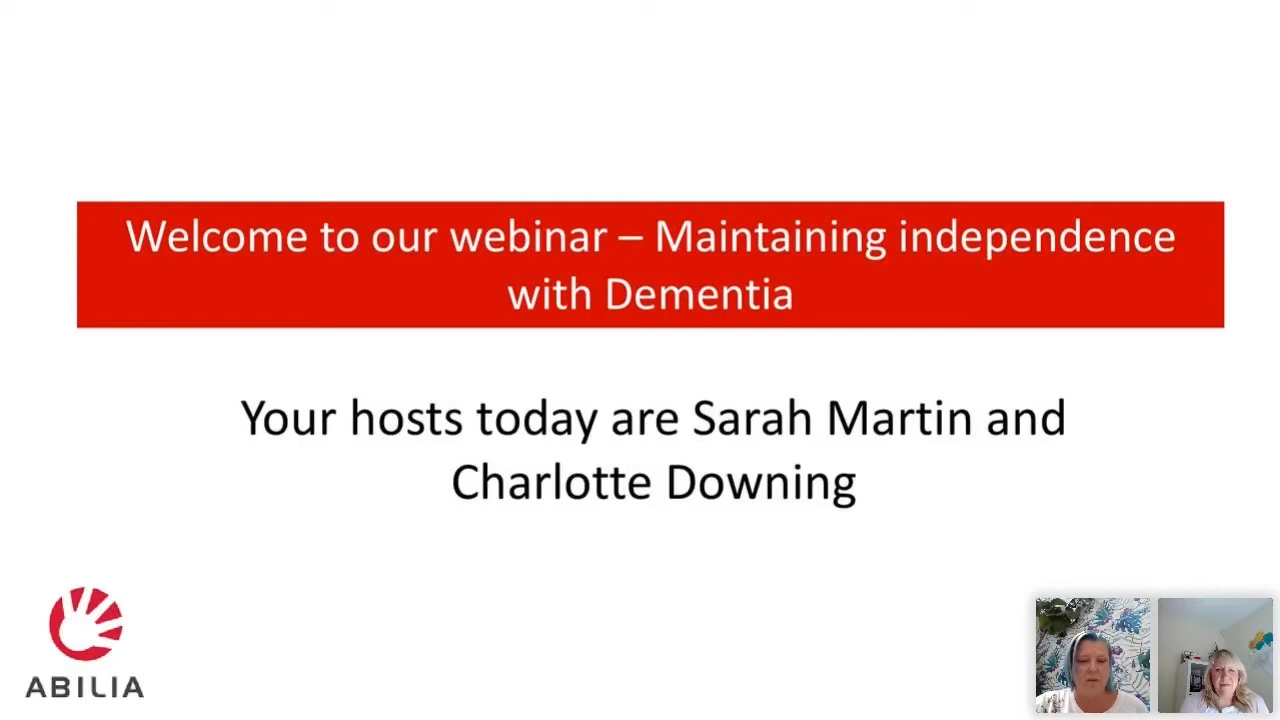 Welcome to our webinar – Maintaining independence
with Dementia
Your hosts today are Sarah Martin and
Charlotte Downing
ABILIA